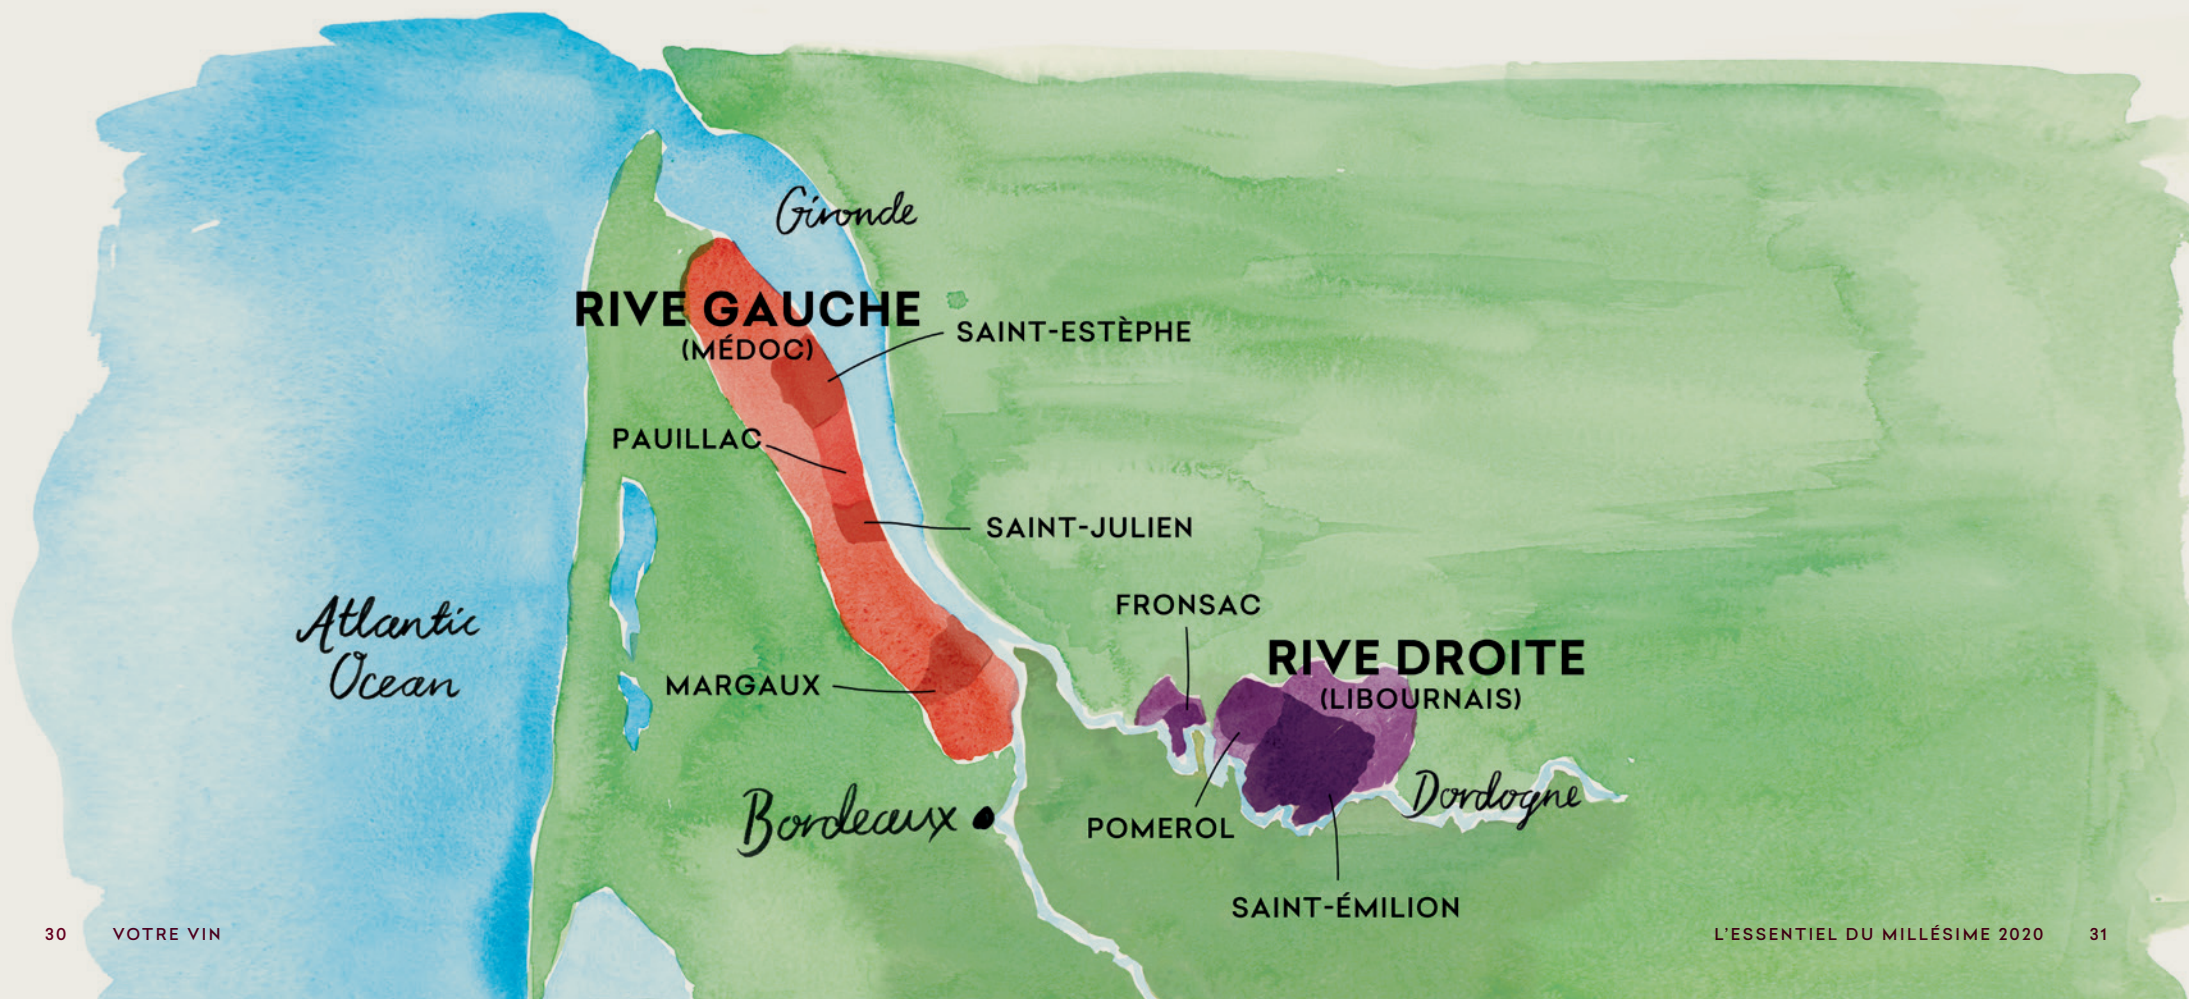 Gironde
RIVE GAUCHE
(MÉDOC)
SAINT-ESTÈPHE
PAUILLAC
SAINT-JULIEN
Atlantic
Ocean
FRONSAC
RIVE DROITE
(LIBOURNAIS)
MARGAUX
Bordeaux
POMEROL
Dordogne
SAINT-ÉMILION
30 VOTRE VIN
L'ESSENTIEL DU MILLÉSIME 2020 31